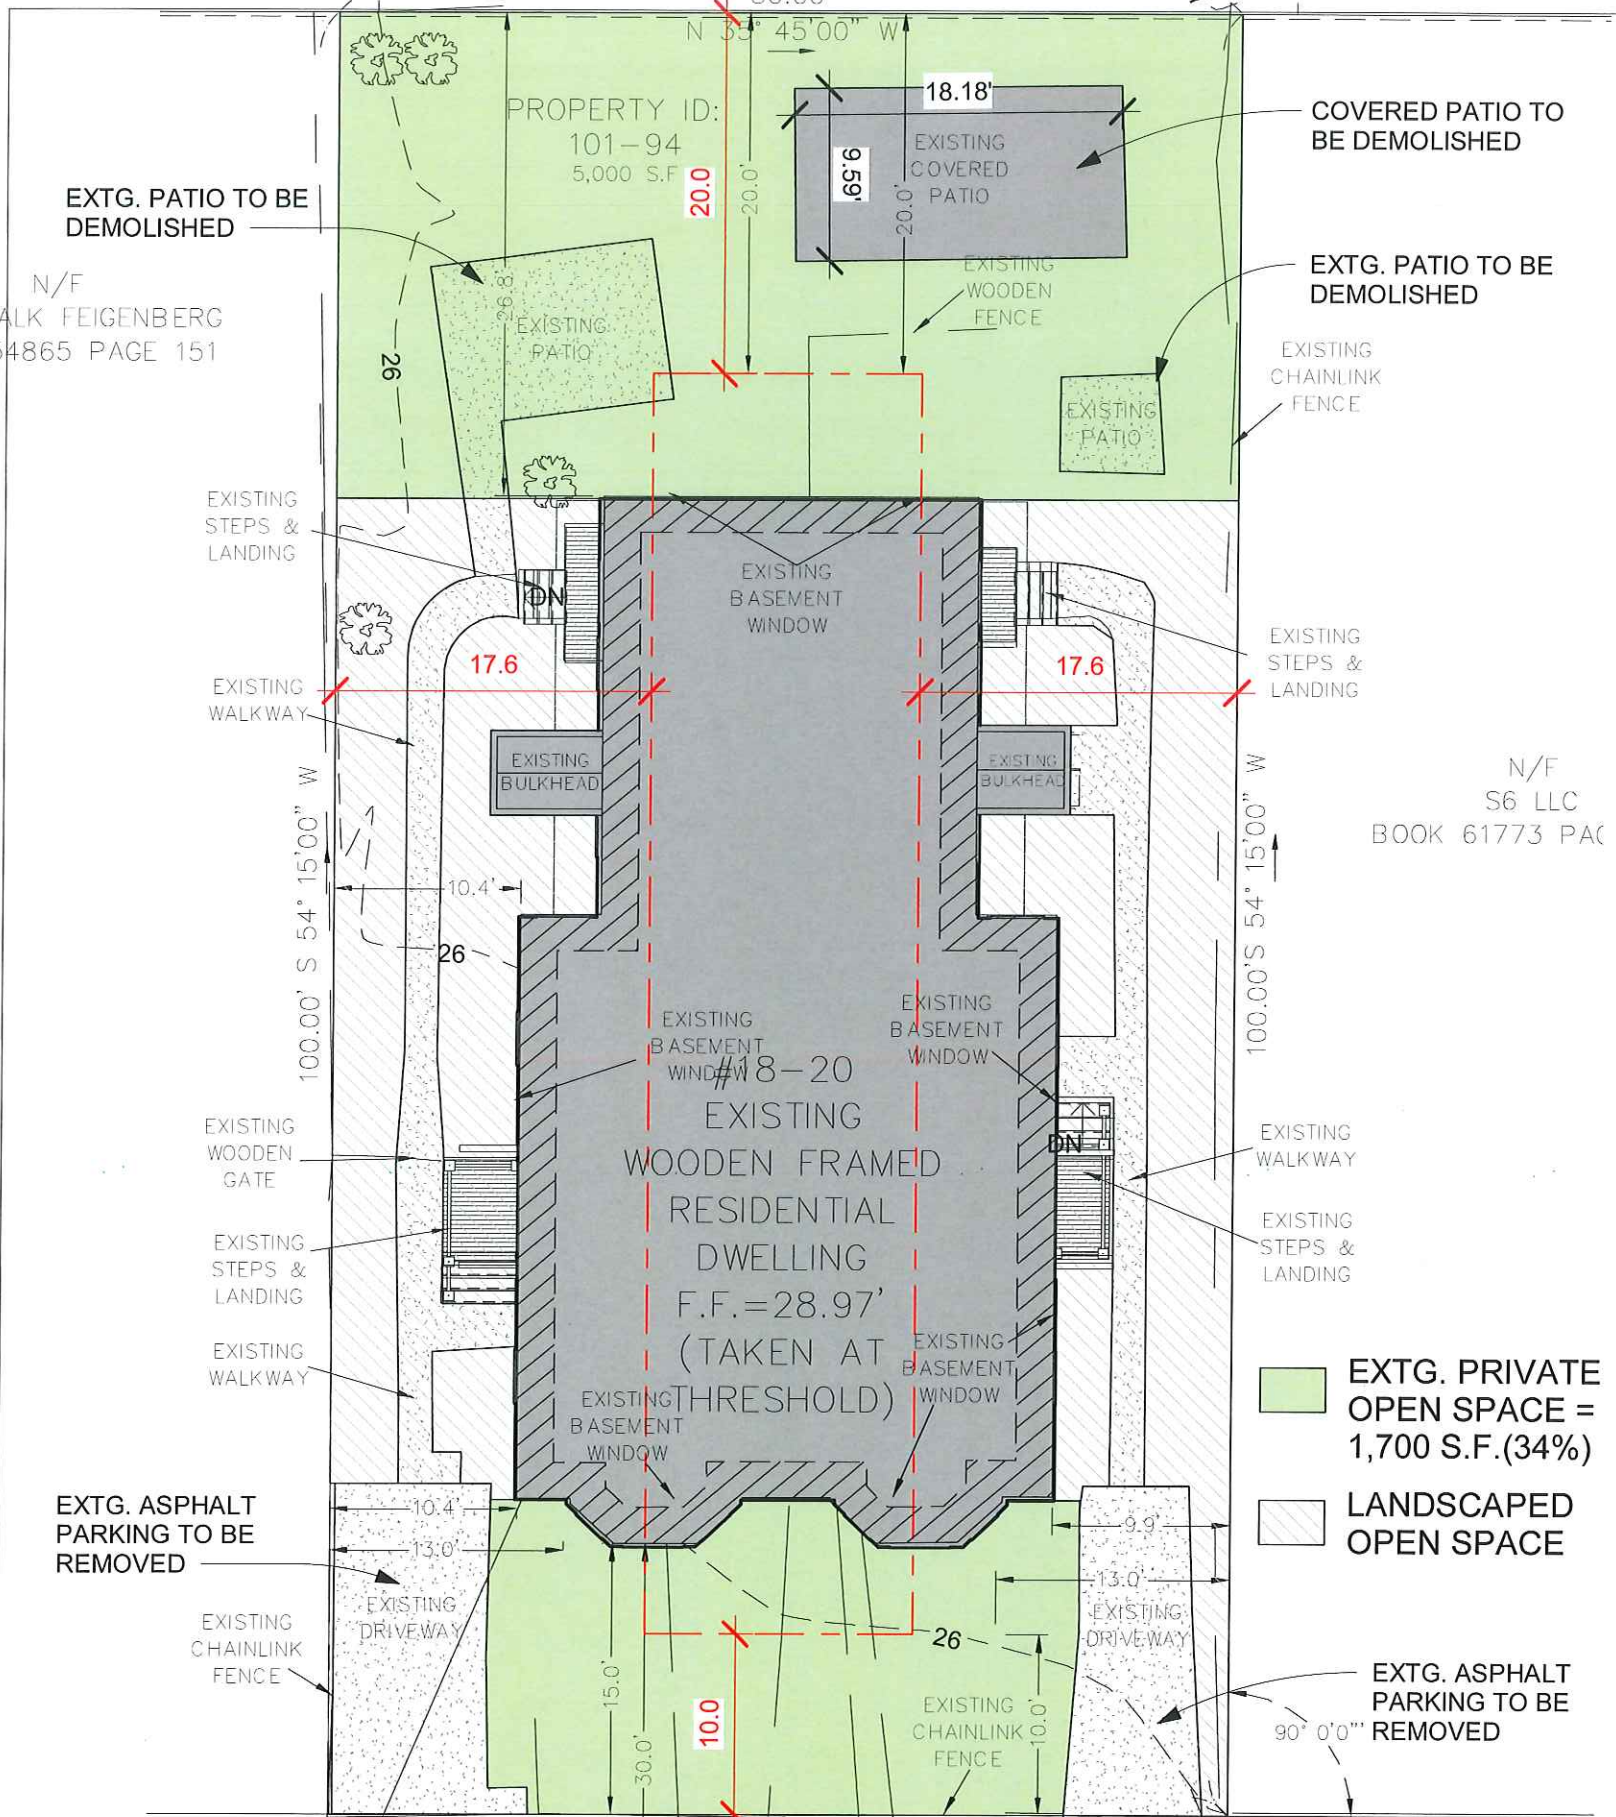 N 35° 45'00" W
PROPERTY ID:
101-94
5,000 S.F
18.18'
9.59'
EXISTING
COVERED
PATIO
COVERED PATIO TO
BE DEMOLISHED
20.0
20.0'
20.0'
EXTG. PATIO TO BE
DEMOLISHED
N/F
ALK FEIGENBERG
64865 PAGE 151
26
26.8'
EXISTING
PATIO
EXISTING
WOODEN
FENCE
EXTG. PATIO TO BE
DEMOLISHED
EXISTING
CHAINLINK
FENCE
EXISTING
PATIO
EXISTING
STEPS &
LANDING
DN
EXISTING
BASEMENT
WINDOW
EXISTING
STEPS &
LANDING
17.6
17.6
EXISTING
WALKWAY
EXISTING
BULKHEAD
EXISTING
BULKHEAD
N/F
S6 LLC
BOOK 61773 PAG
100.00' S 54° 15'00" W
100.00'S 54° 15'00" W
10.4'
26
EXISTING
BASEMENT
WINDOW
EXISTING
BASEMENT
WINDOW
#18-20
EXISTING
WOODEN FRAMED
RESIDENTIAL
DWELLING
F.F.=28.97'
(TAKEN AT
THRESHOLD)
EXISTING
WOODEN
GATE
DN
EXISTING
WALKWAY
EXISTING
STEPS &
LANDING
EXISTING
STEPS &
LANDING
EXISTING
WALKWAY
EXISTING
BASEMENT
WINDOW
EXISTING
BASEMENT
WINDOW
EXTG. PRIVATE
OPEN SPACE =
1,700 S.F.(34%)
LANDSCAPED
OPEN SPACE
EXTG. ASPHALT
PARKING TO BE
REMOVED
10.4'
13.0'
9.9'
13.0'
EXISTING
DRIVEWAY
EXISTING
DRIVEWAY
EXISTING
CHAINLINK
FENCE
26
15.0'
30.0'
10.0
10.0'
EXISTING
CHAINLINK
FENCE
EXTG. ASPHALT
PARKING TO BE
REMOVED
90° 0'0"